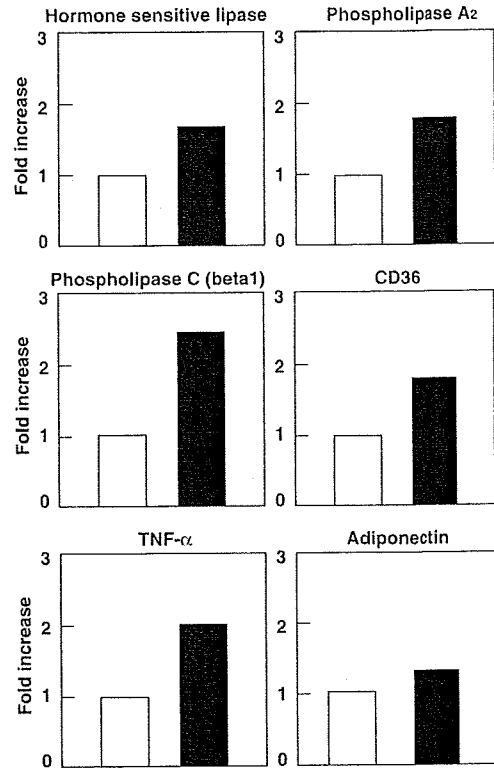 Hormone sensitive lipase
Fold increase
3
2
1
0
Phospholipase A2
3
2
1
0
Phospholipase C (beta1)
Fold increase
3
2
1
0
CD36
3
2
1
0
TNF-α
Fold increase
3
2
1
0
Adiponectin
3
2
1
0